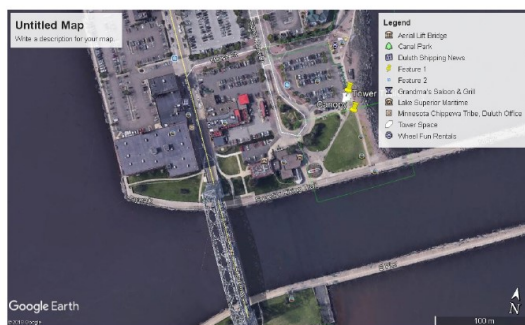 Untitled Map
Write a description for your map.
Legend
Aerial Lift Bridge
Canal Park
Duluth Shipping News
Feature 1
Feature 2
Grandma's Saloon & Grill
Lake Superior Maritime
Minnesota Chippewa Tribe, Duluth Office
Tower Space
Wheel Fun Rentals
Tower
Canopy
Google Earth
N
100 m